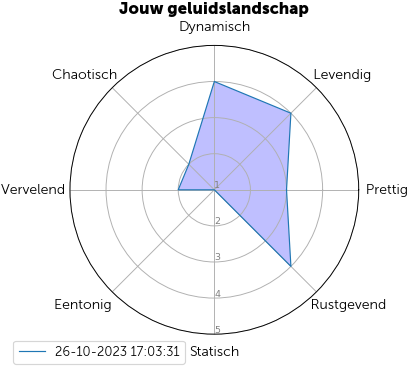 Jouw geluidslandschap
Dynamisch
Chaotisch
Levendig
Vervelend
1
Prettig
2
3
4
Eentonig
Rustgevend
5
26-10-2023 17:03:31
Statisch